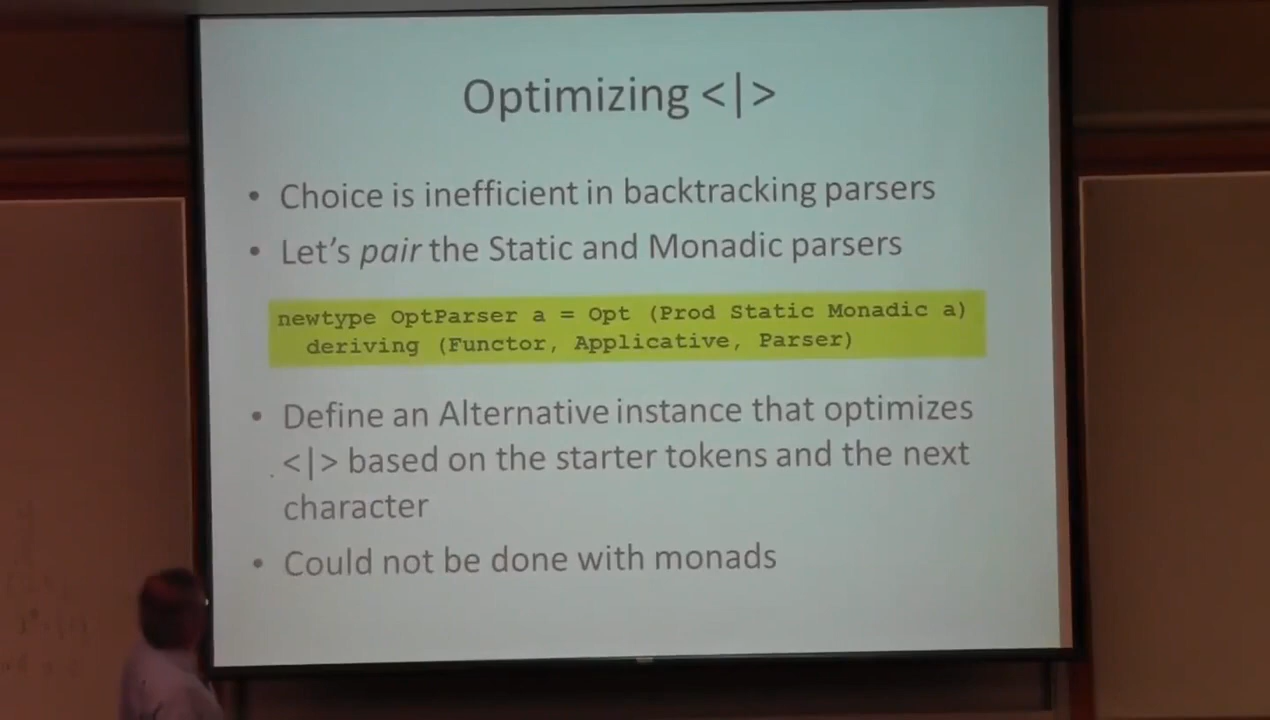 Optimizing <|>
• Choice is inefficient in backtracking parsers
• Let's pair the Static and Monadic parsers
newtype OptParser a = Opt (Prod Static Monadic a)
deriving (Functor, Applicative, Parser)
• Define an Alternative instance that optimizes
<|> based on the starter tokens and the next
character
• Could not be done with monads